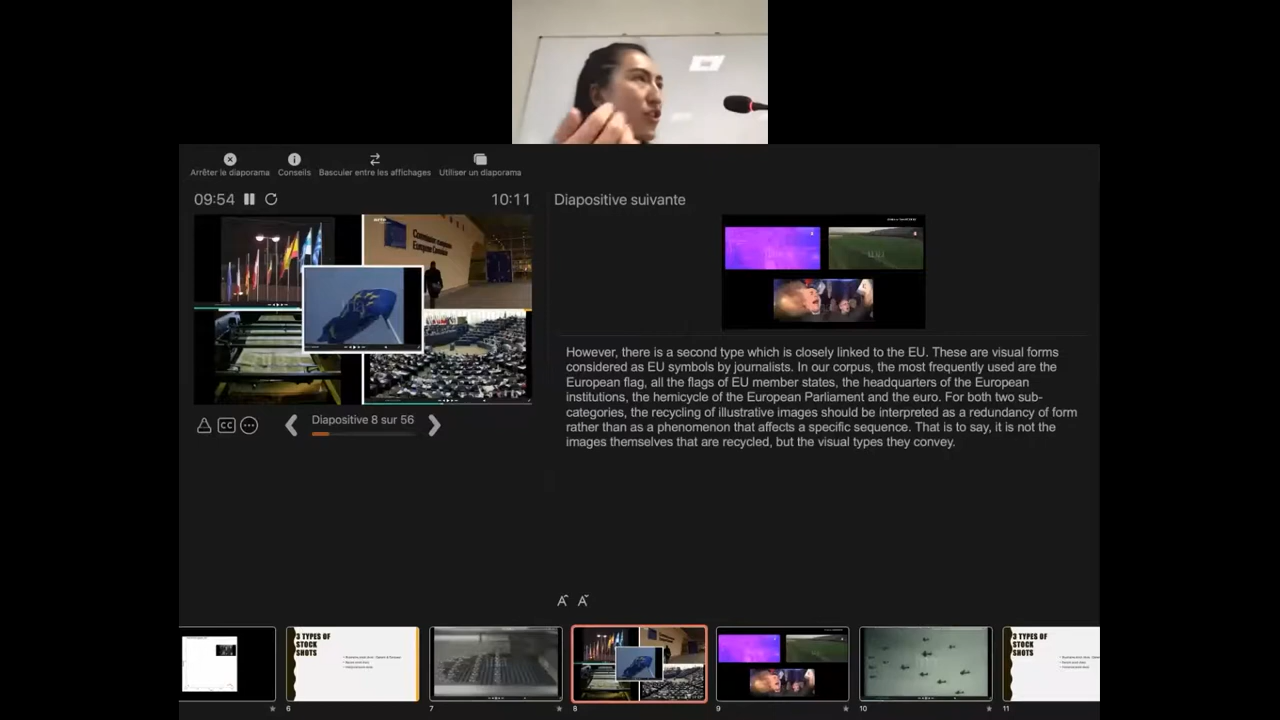 Arrêter le diaporama
Conseils
Basculer entre les affichages
Utiliser un diaporama
09:54
10:11
Diapositive suivante
European Commission
However, there is a second type which is closely linked to the EU. These are visual forms
considered as EU symbols by journalists. In our corpus, the most frequently used are the
European flag, all the flags of EU member states, the headquarters of the European
institutions, the hemicycle of the European Parliament and the euro. For both two sub-
categories, the recycling of illustrative images should be interpreted as a redundancy of form
rather than as a phenomenon that affects a specific sequence. That is to say, it is not the
images themselves that are recycled, but the visual types they convey.
CC
Diapositive 8 sur 56
A A
3 TYPES OF
STOCK
SHOTS
3 TYPES OF
STOCK
SHOTS
6
7
8
9
10
11